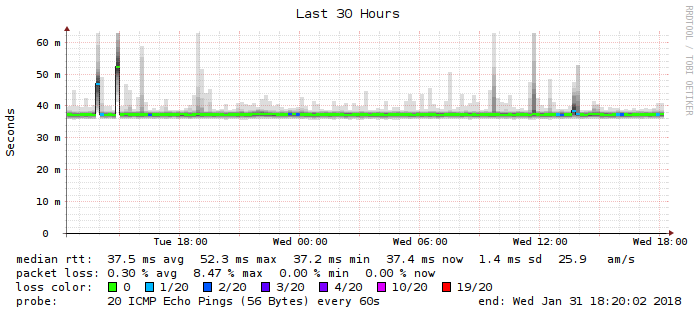 Last 30 Hours
RRDTOOL / TOBI OETIKER
Seconds
60 m
50 m
40 m
30 m
20 m
10 m
0
Tue 18:00 Wed 00:00 Wed 06:00 Wed 12:00 Wed 18:00
median rtt: 37.5 ms avg 52.3 ms max 37.2 ms min 37.4 ms now 1.4 ms sd 25.9 am/s
packet loss: 0.30 % avg 8.47 % max 0.00 % min 0.00 % now
loss color: 0 1/20 2/20 3/20 4/20 10/20 19/20
probe: 20 ICMP Echo Pings (56 Bytes) every 60s end: Wed Jan 31 18:20:02 2018